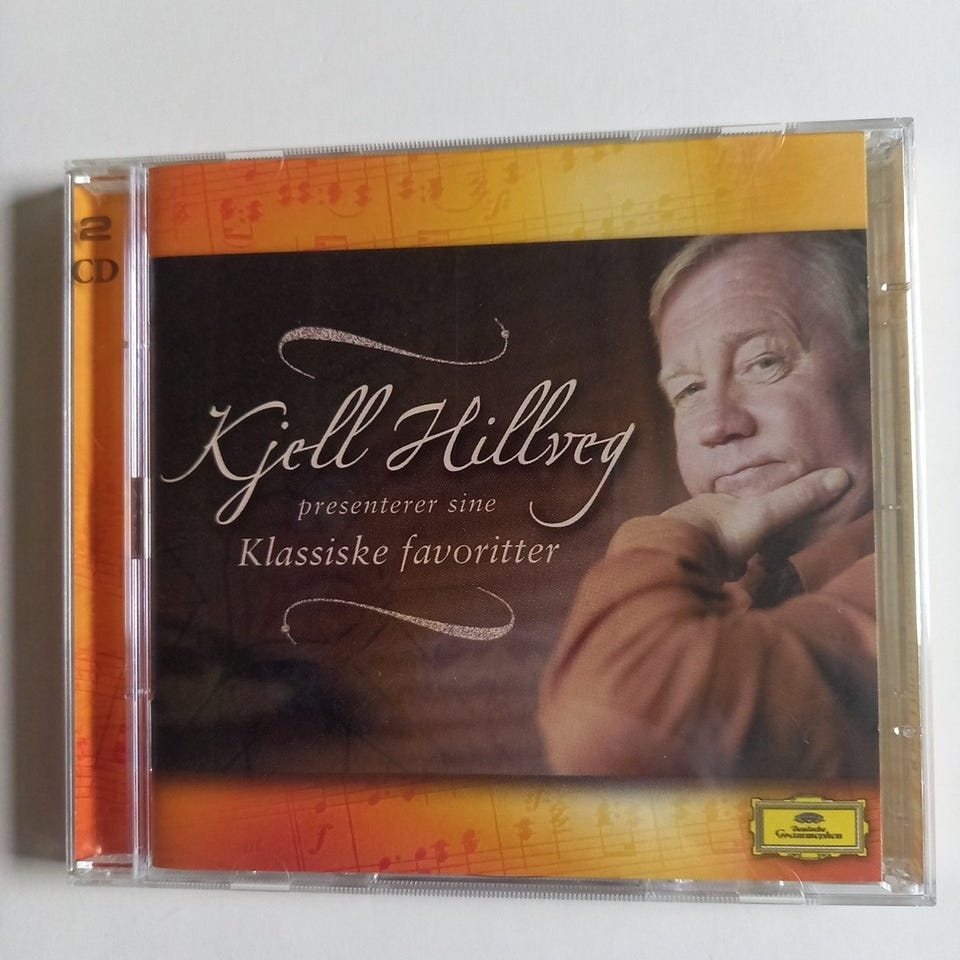 2
CD
Kjell Hillveg
presenterer sine
Klassiske favoritter
Deutsche
Grammophon